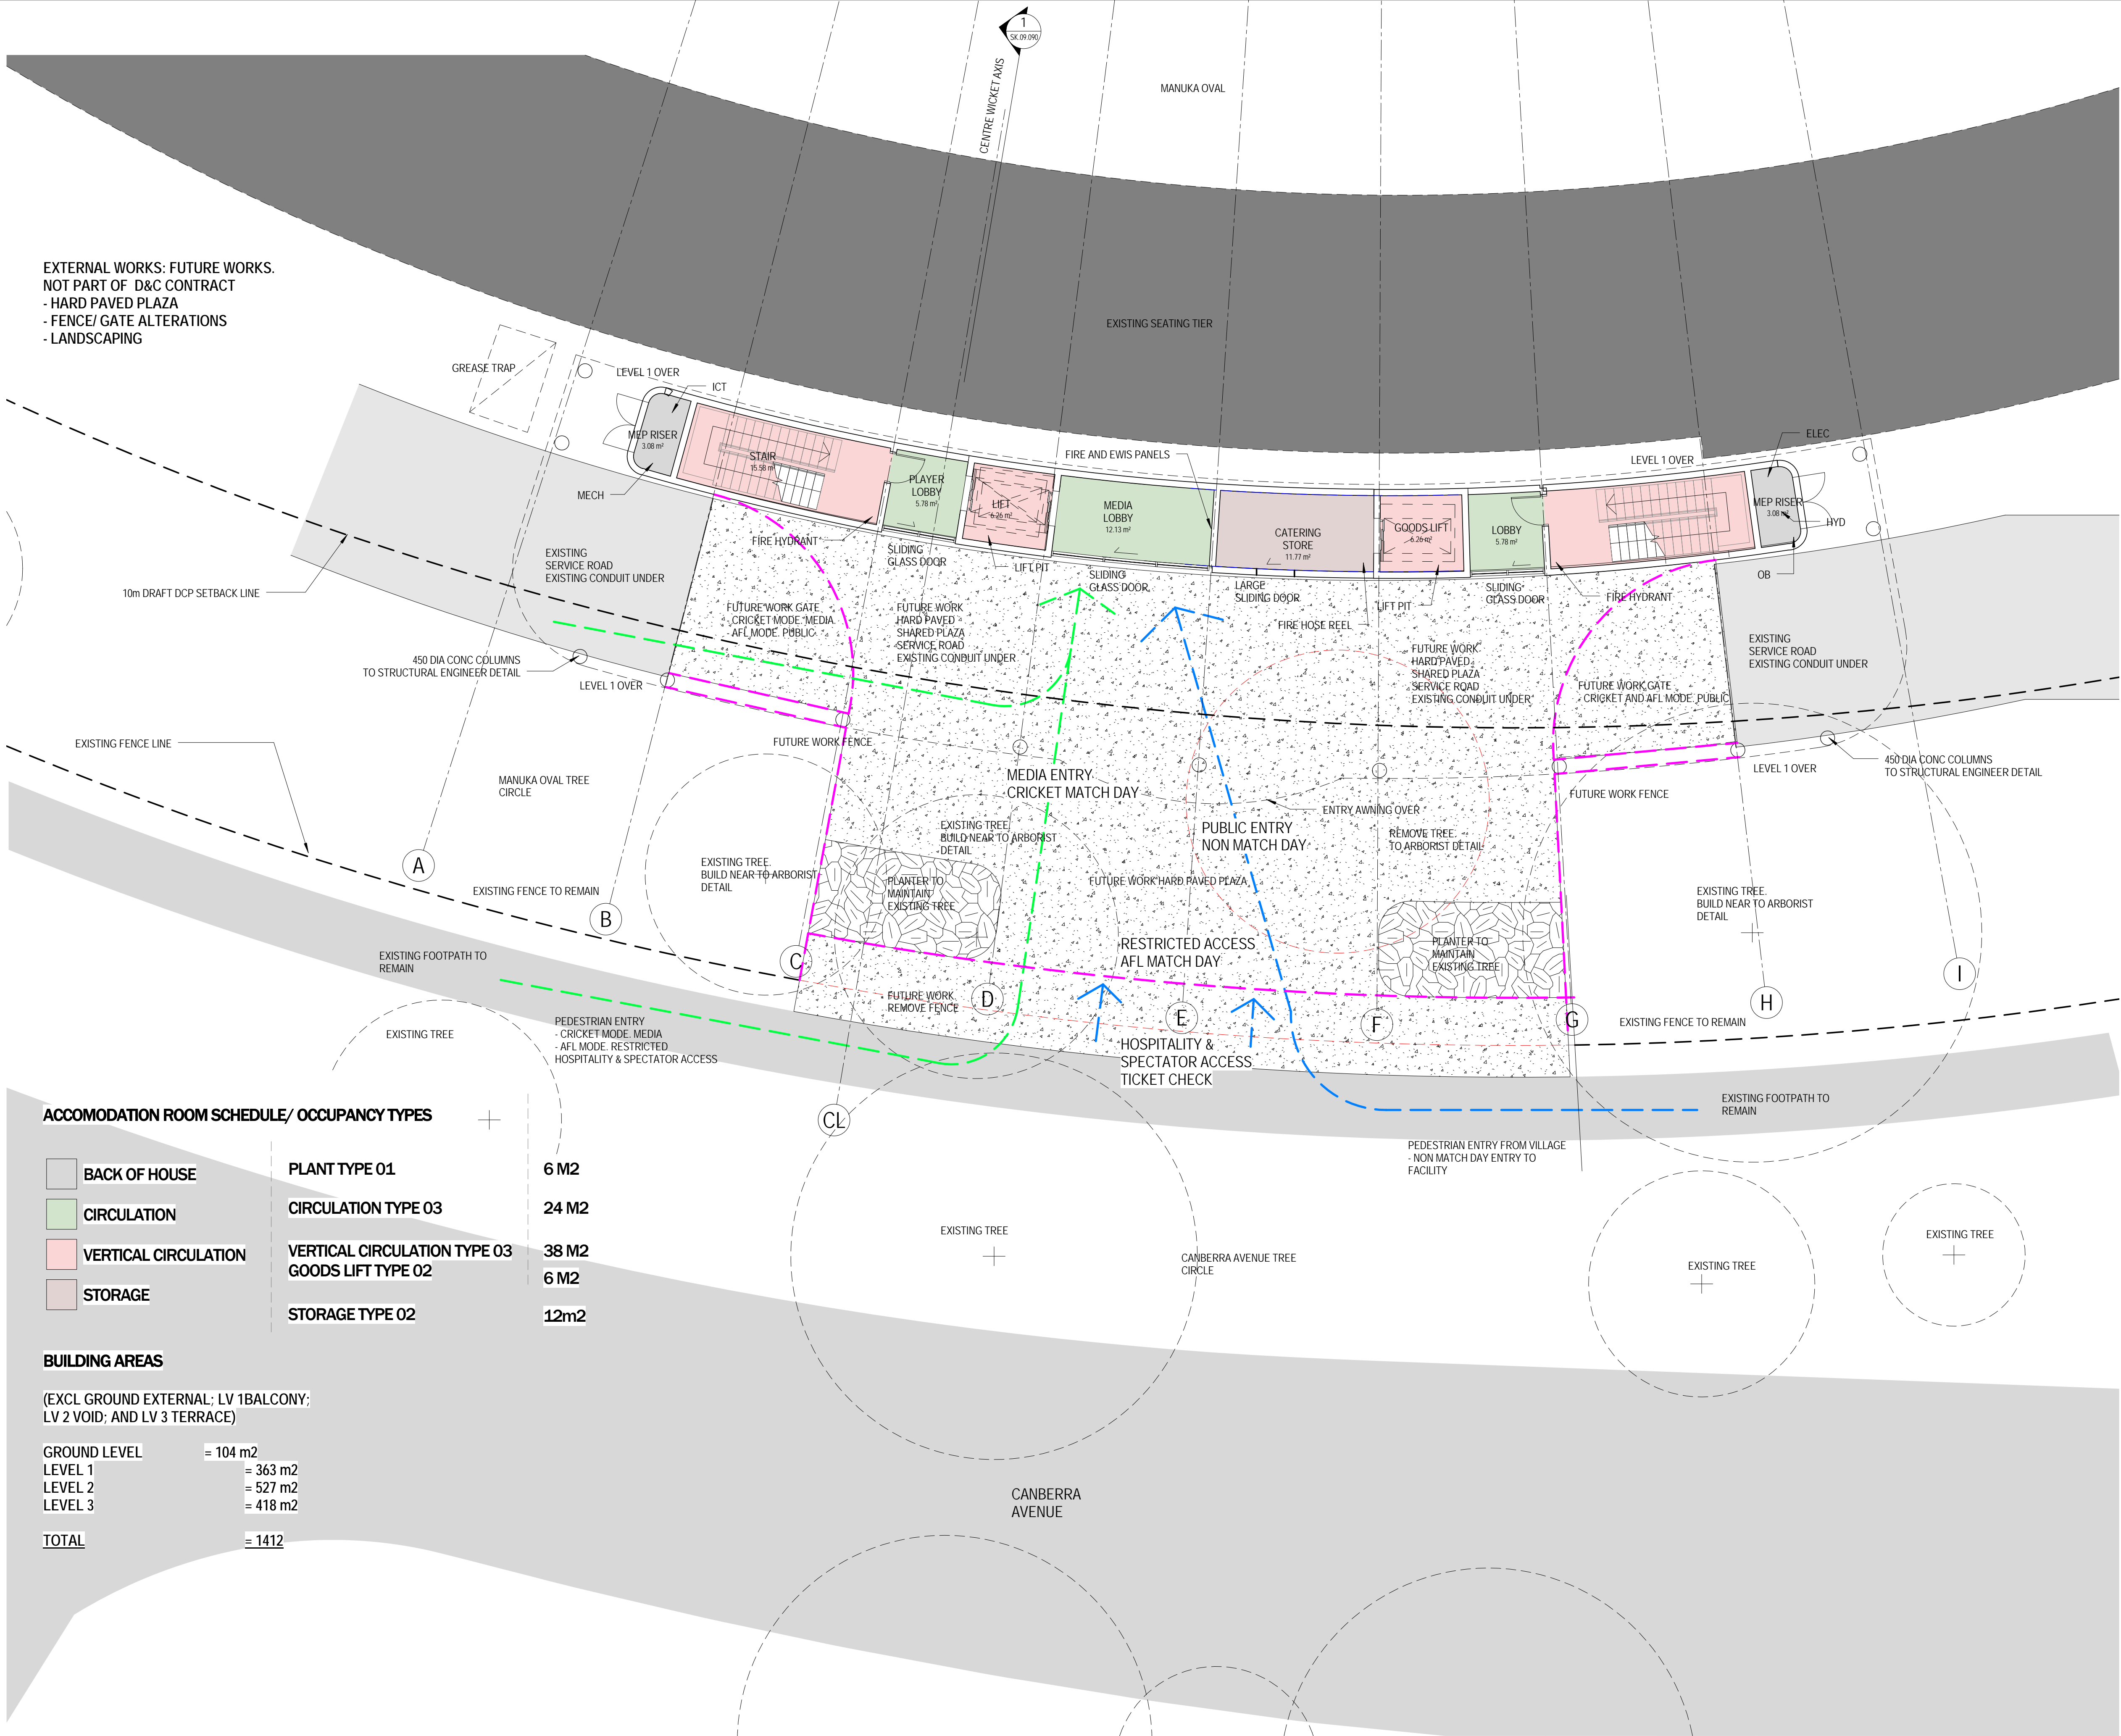 1
SK.09.090
CENTRE WICKET AXIS
MANUKA OVAL
EXISTING SEATING TIER
EXTERNAL WORKS: FUTURE WORKS.
NOT PART OF D&C CONTRACT
- HARD PAVED PLAZA
- FENCE/ GATE ALTERATIONS
- LANDSCAPING
GREASE TRAP
LEVEL 1 OVER
ICT
MEP RISER
3.08 m²
MECH
STAIR
15.58 m²
FIRE HYDRANT
PLAYER
LOBBY
5.78 m²
SLIDING
GLASS DOOR
LIFT
6.26 m²
LIFT PIT
FIRE AND EWIS PANELS
MEDIA
LOBBY
12.13 m²
SLIDING
GLASS DOOR
CATERING
STORE
11.77 m²
LARGE
SLIDING DOOR
FIRE HOSE REEL
GOODS LIFT
6.26 m²
LIFT PIT
LOBBY
5.78 m²
SLIDING
GLASS DOOR
FIRE HYDRANT
LEVEL 1 OVER
ELEC
MEP RISER
3.08 m²
HYD
OB
EXISTING
SERVICE ROAD
EXISTING CONDUIT UNDER
10m DRAFT DCP SETBACK LINE
FUTURE WORK GATE
- CRICKET MODE. MEDIA
- AFL MODE. PUBLIC
FUTURE WORK
HARD PAVED
SHARED PLAZA
SERVICE ROAD
EXISTING CONDUIT UNDER
FUTURE WORK
HARD PAVED
SHARED PLAZA
SERVICE ROAD
EXISTING CONDUIT UNDER
FUTURE WORK GATE
- CRICKET AND AFL MODE. PUBLIC
EXISTING
SERVICE ROAD
EXISTING CONDUIT UNDER
450 DIA CONC COLUMNS
TO STRUCTURAL ENGINEER DETAIL
LEVEL 1 OVER
EXISTING FENCE LINE
FUTURE WORK FENCE
MANUKA OVAL TREE
CIRCLE
MEDIA ENTRY
CRICKET MATCH DAY
ENTRY AWNING OVER
FUTURE WORK FENCE
LEVEL 1 OVER
450 DIA CONC COLUMNS
TO STRUCTURAL ENGINEER DETAIL
EXISTING TREE.
BUILD NEAR TO ARBORIST
DETAIL
PUBLIC ENTRY
NON MATCH DAY
REMOVE TREE.
TO ARBORIST DETAIL
EXISTING TREE.
BUILD NEAR TO ARBORIST
DETAIL
A
EXISTING FENCE TO REMAIN
B
PLANTER TO
MAINTAIN
EXISTING TREE
FUTURE WORK HARD PAVED PLAZA
EXISTING TREE.
BUILD NEAR TO ARBORIST
DETAIL
RESTRICTED ACCESS
AFL MATCH DAY
PLANTER TO
MAINTAIN
EXISTING TREE
EXISTING FOOTPATH TO
REMAIN
C
FUTURE WORK
REMOVE FENCE
D
E
F
G
H
I
EXISTING FENCE TO REMAIN
EXISTING TREE
PEDESTRIAN ENTRY
- CRICKET MODE. MEDIA
- AFL MODE. RESTRICTED
HOSPITALITY & SPECTATOR ACCESS
HOSPITALITY &
SPECTATOR ACCESS
TICKET CHECK
EXISTING FOOTPATH TO
REMAIN
CL
PEDESTRIAN ENTRY FROM VILLAGE
- NON MATCH DAY ENTRY TO
FACILITY
ACCOMODATION ROOM SCHEDULE/ OCCUPANCY TYPES
BACK OF HOUSE
PLANT TYPE 01
6 M2
CIRCULATION
CIRCULATION TYPE 03
24 M2
VERTICAL CIRCULATION
VERTICAL CIRCULATION TYPE 03
38 M2
GOODS LIFT TYPE 02
6 M2
STORAGE
STORAGE TYPE 02
12m2
EXISTING TREE
CANBERRA AVENUE TREE
CIRCLE
EXISTING TREE
EXISTING TREE
BUILDING AREAS
(EXCL GROUND EXTERNAL; LV 1BALCONY;
LV 2 VOID; AND LV 3 TERRACE)
GROUND LEVEL = 104 m2
LEVEL 1 = 363 m2
LEVEL 2 = 527 m2
LEVEL 3 = 418 m2
TOTAL = 1412
CANBERRA
AVENUE